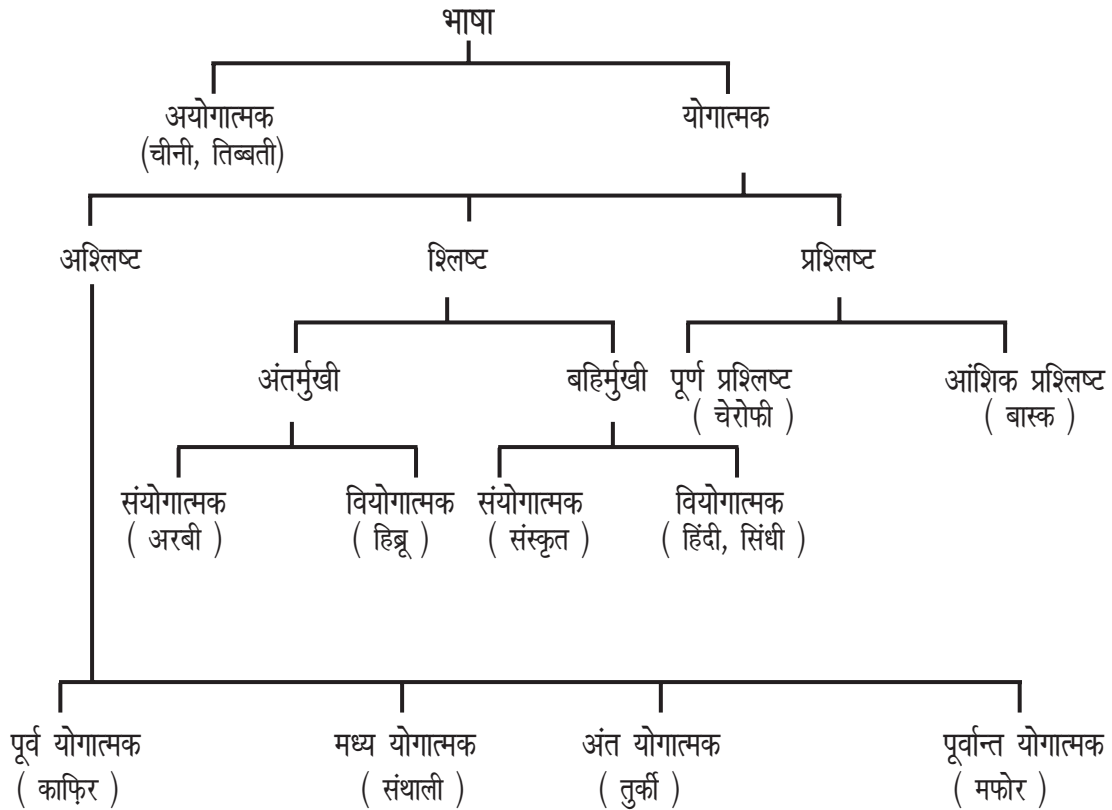 भाषा
अयोगात्मक
(चीनी, तिब्बती)
योगात्मक
अश्लिष्ट
श्लिष्ट
प्रश्लिष्ट
अंतर्मुखी
बहिर्मुखी
पूर्ण प्रश्लिष्ट
( चेरोफी )
आंशिक प्रश्लिष्ट
( बास्क )
संयोगात्मक
( अरबी )
वियोगात्मक
( हिब्रू )
संयोगात्मक
( संस्कृत )
वियोगात्मक
( हिंदी, सिंधी )
पूर्व योगात्मक
( काफ़िर )
मध्य योगात्मक
( संथाली )
अंत योगात्मक
( तुर्की )
पूर्वान्त योगात्मक
( मफोर )